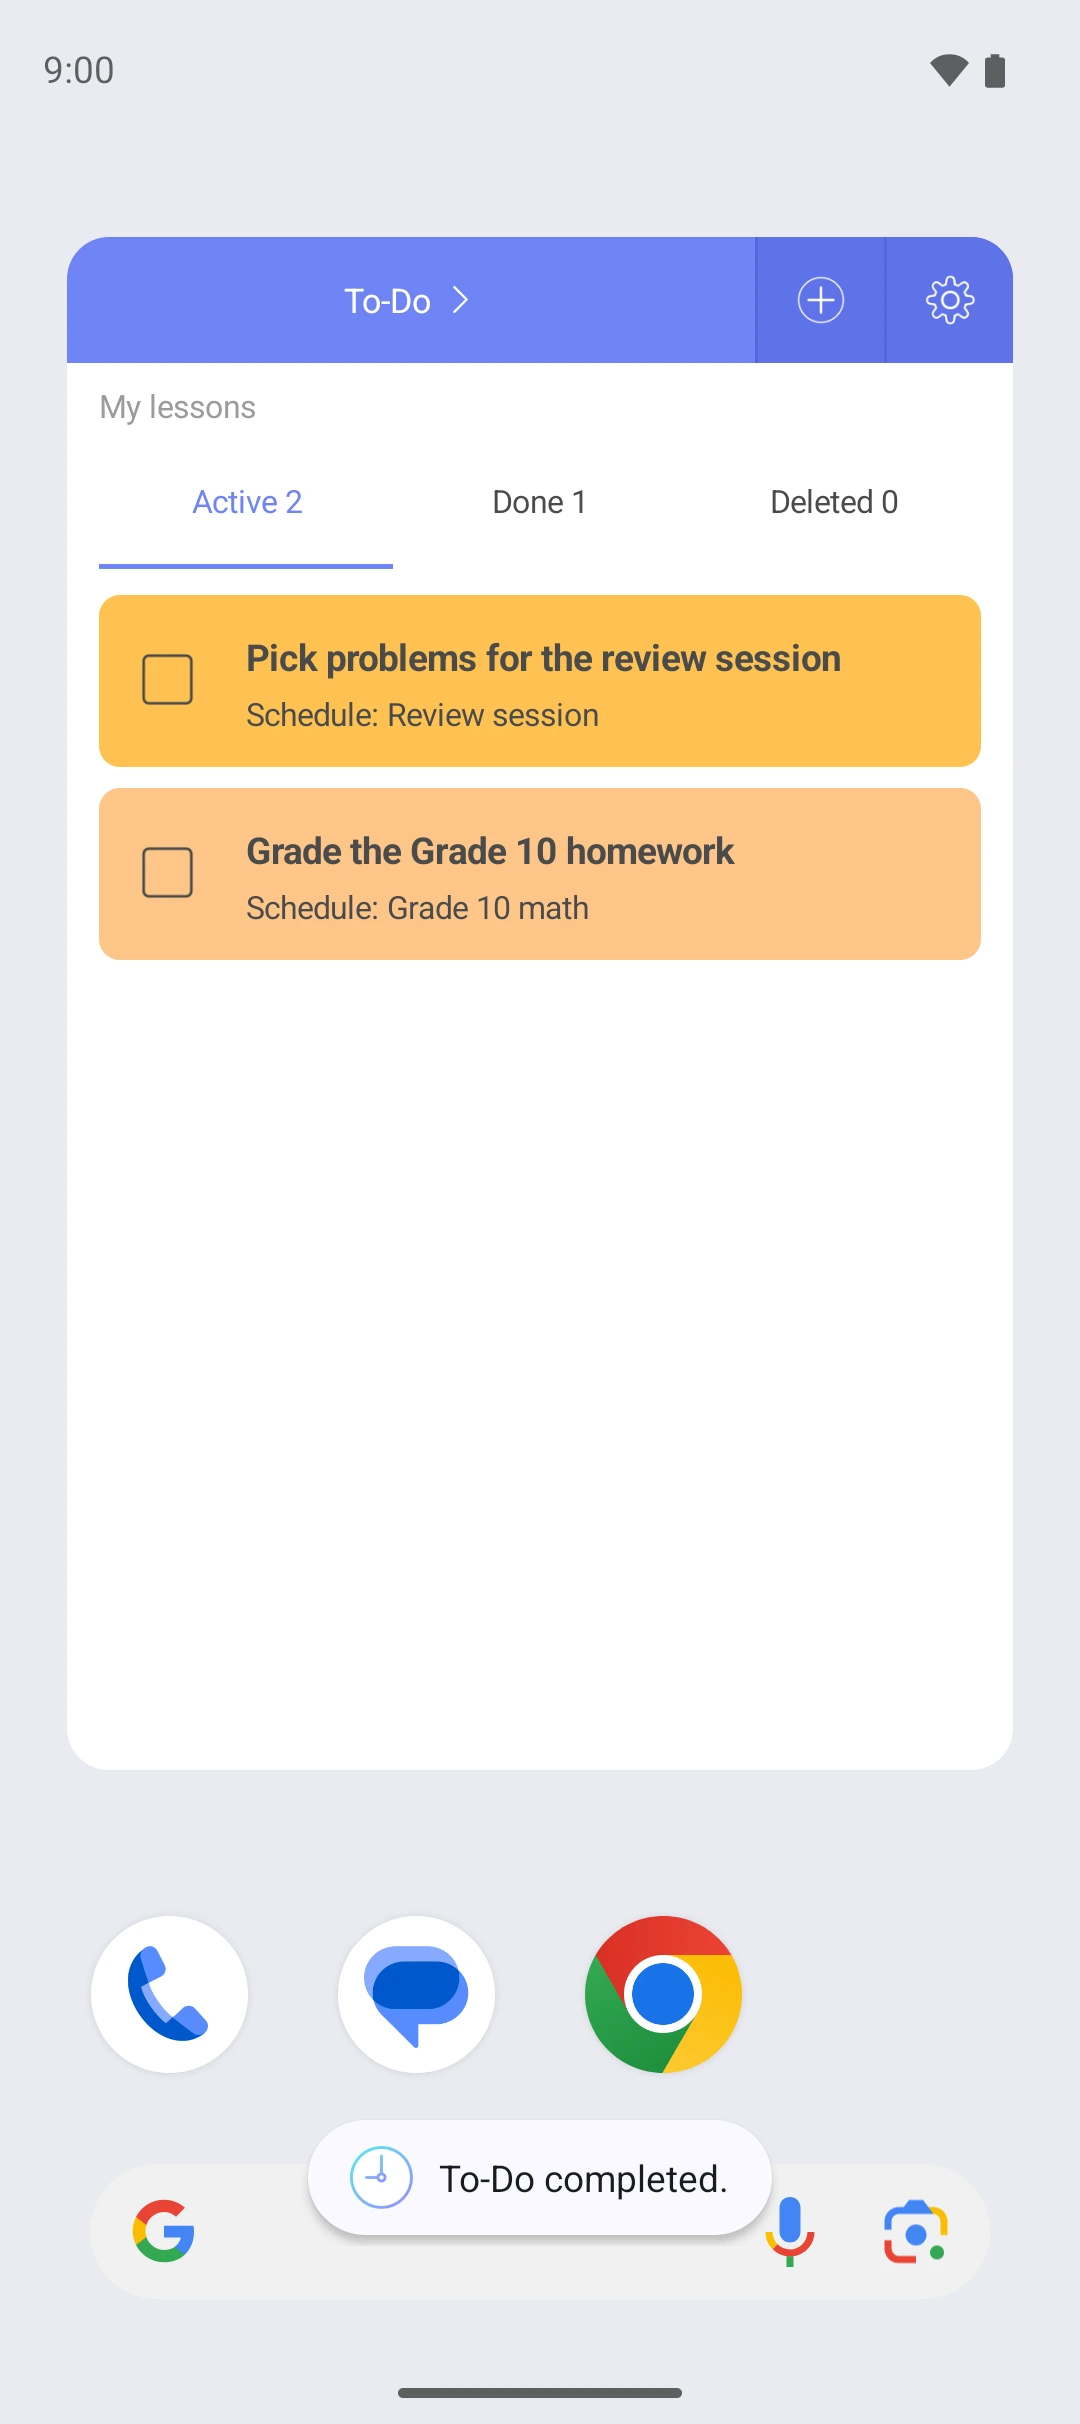 9:00
To-Do
My lessons
Active 2
Done 1
Deleted 0
Pick problems for the review session
Schedule: Review session
Grade the Grade 10 homework
Schedule: Grade 10 math
To-Do completed.